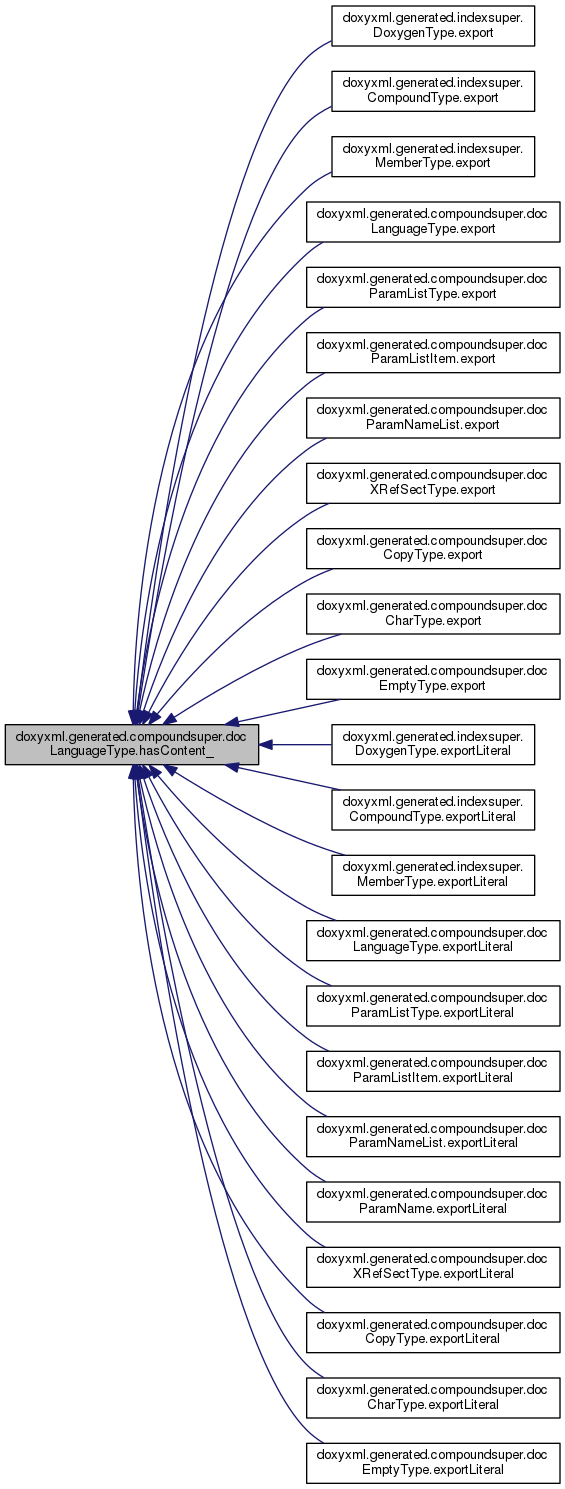 doxyxml.generated.indexsuper.
DoxygenType.export
doxyxml.generated.indexsuper.
CompoundType.export
doxyxml.generated.indexsuper.
MemberType.export
doxyxml.generated.compoundsuper.doc
LanguageType.export
doxyxml.generated.compoundsuper.doc
ParamListType.export
doxyxml.generated.compoundsuper.doc
ParamListItem.export
doxyxml.generated.compoundsuper.doc
ParamNameList.export
doxyxml.generated.compoundsuper.doc
XRefSectType.export
doxyxml.generated.compoundsuper.doc
CopyType.export
doxyxml.generated.compoundsuper.doc
CharType.export
doxyxml.generated.compoundsuper.doc
EmptyType.export
doxyxml.generated.compoundsuper.doc
LanguageType.hasContent_
doxyxml.generated.indexsuper.
DoxygenType.exportLiteral
doxyxml.generated.indexsuper.
CompoundType.exportLiteral
doxyxml.generated.indexsuper.
MemberType.exportLiteral
doxyxml.generated.compoundsuper.doc
LanguageType.exportLiteral
doxyxml.generated.compoundsuper.doc
ParamListType.exportLiteral
doxyxml.generated.compoundsuper.doc
ParamListItem.exportLiteral
doxyxml.generated.compoundsuper.doc
ParamNameList.exportLiteral
doxyxml.generated.compoundsuper.doc
ParamName.exportLiteral
doxyxml.generated.compoundsuper.doc
XRefSectType.exportLiteral
doxyxml.generated.compoundsuper.doc
CopyType.exportLiteral
doxyxml.generated.compoundsuper.doc
CharType.exportLiteral
doxyxml.generated.compoundsuper.doc
EmptyType.exportLiteral